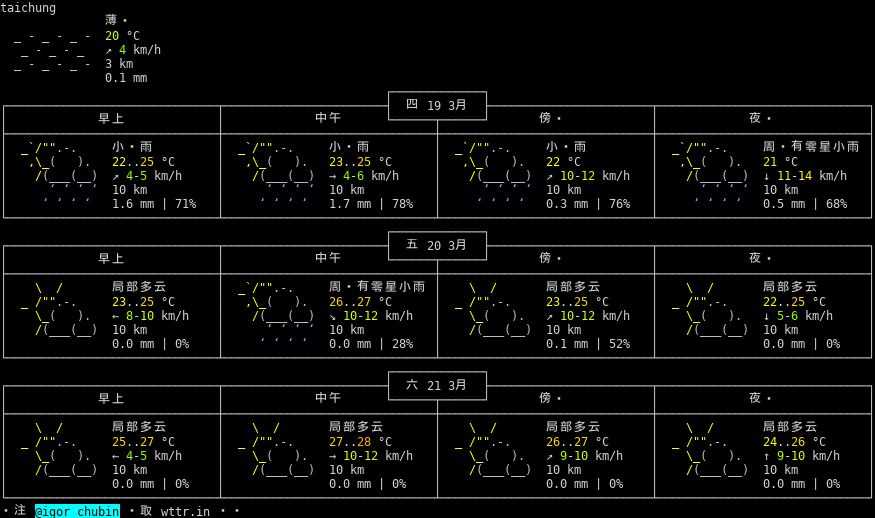 taichung
薄・
20 °C
↗ 4 km/h
3 km
0.1 mm
四 19 3月
早上 中午 傍・ 夜・
小・雨 小・雨 小・雨 周・有零星小雨
22..25 °C 23..25 °C 22 °C 21 °C
↗ 4-5 km/h → 4-6 km/h ↗ 10-12 km/h ↓ 11-14 km/h
10 km 10 km 10 km 10 km
1.6 mm | 71% 1.7 mm | 78% 0.3 mm | 76% 0.5 mm | 68%
五 20 3月
早上 中午 傍・ 夜・
局部多云 周・有零星小雨 局部多云 局部多云
23..25 °C 26..27 °C 23..25 °C 22..25 °C
← 8-10 km/h ↘ 10-12 km/h ↗ 10-12 km/h ↓ 5-6 km/h
10 km 10 km 10 km 10 km
0.0 mm | 0% 0.0 mm | 28% 0.1 mm | 52% 0.0 mm | 0%
六 21 3月
早上 中午 傍・ 夜・
局部多云 局部多云 局部多云 局部多云
25..27 °C 27..28 °C 26..27 °C 24..26 °C
← 4-5 km/h → 10-12 km/h ↗ 9-10 km/h ↑ 9-10 km/h
10 km 10 km 10 km 10 km
0.0 mm | 0% 0.0 mm | 0% 0.0 mm | 0% 0.0 mm | 0%
・注 @igor_chubin ・取 wttr.in ・・